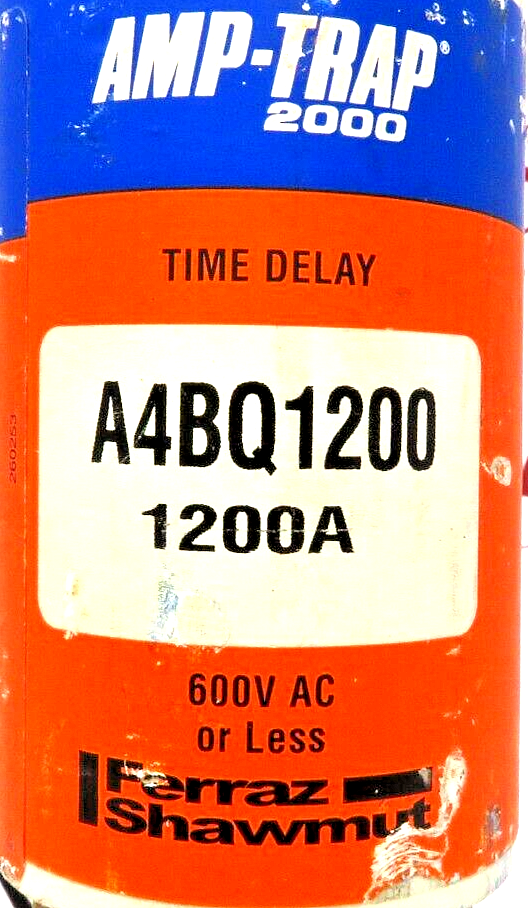 AMP-TRAP®
2000
TIME DELAY
A4BQ1200
1200A
600V AC
or Less
Ferraz
Shawmut
260253